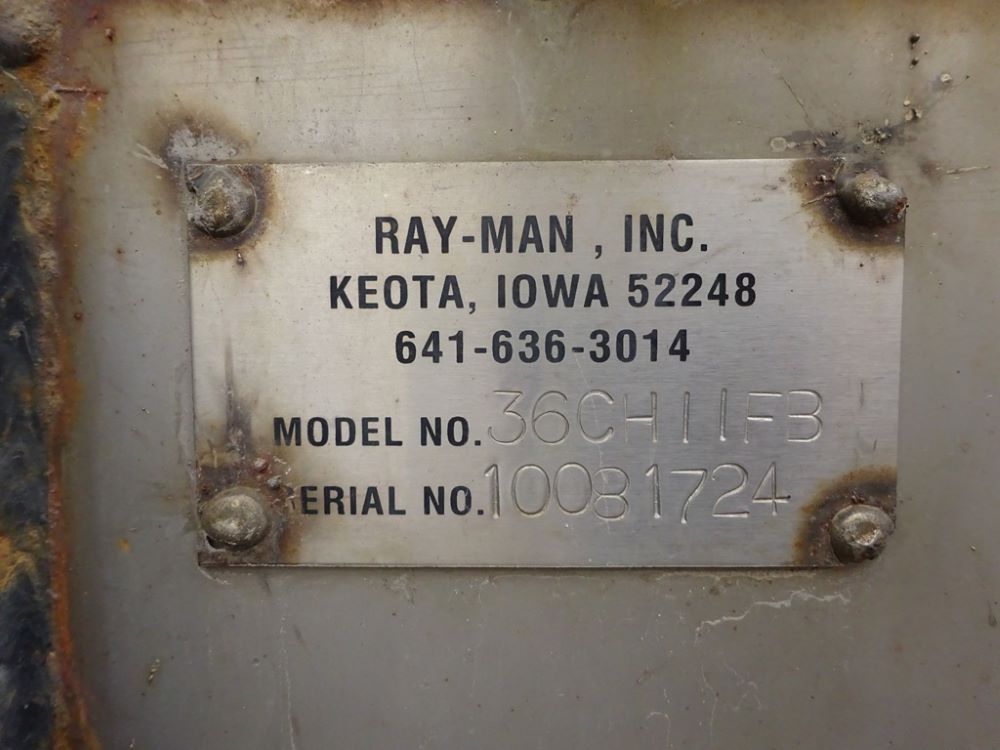 RAY-MAN , INC.
KEOTA, IOWA 52248
641-636-3014
MODEL NO. 36CH11FB
ERIAL NO. 10081724